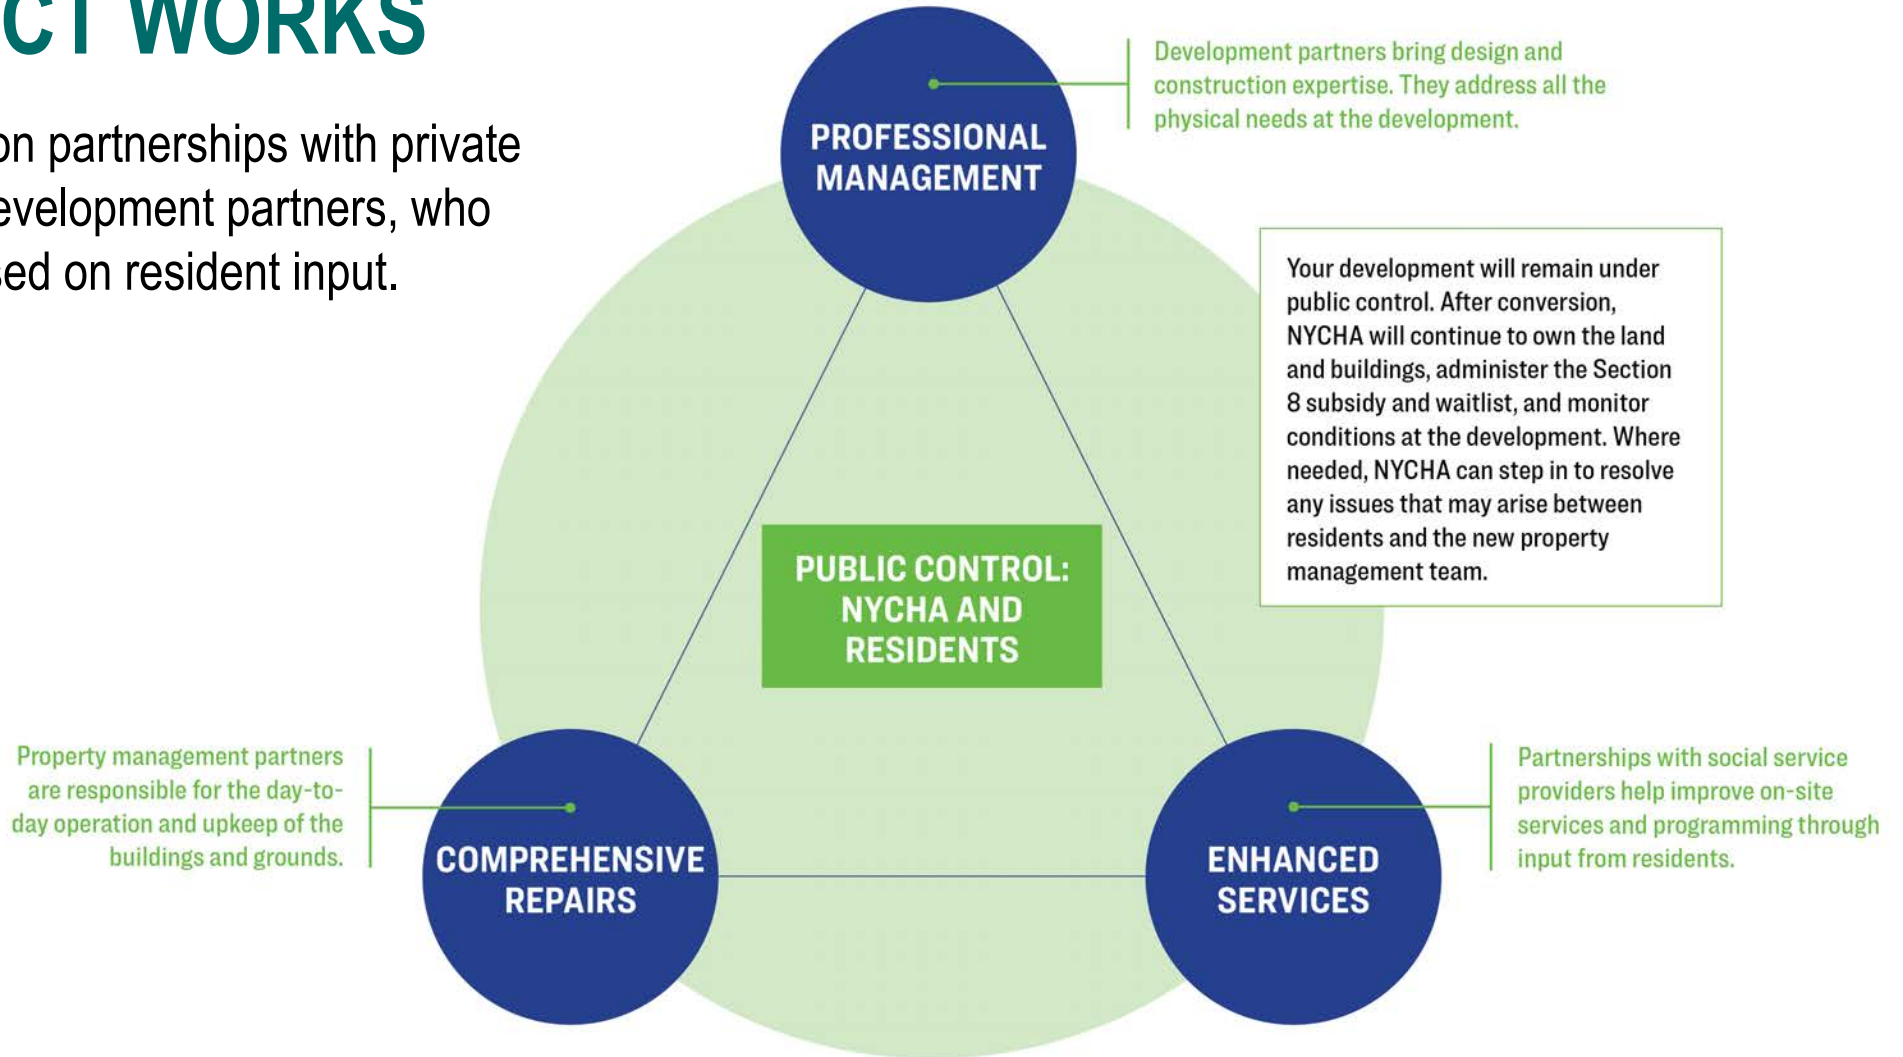 CT WORKS
on partnerships with private
evelopment partners, who
sed on resident input.
Development partners bring design and
construction expertise. They address all the
physical needs at the development.
PROFESSIONAL
MANAGEMENT
Your development will remain under
public control. After conversion,
NYCHA will continue to own the land
and buildings, administer the Section
8 subsidy and waitlist, and monitor
conditions at the development. Where
needed, NYCHA can step in to resolve
any issues that may arise between
residents and the new property
management team.
PUBLIC CONTROL:
NYCHA AND
RESIDENTS
Property management partners
are responsible for the day-to-
day operation and upkeep of the
buildings and grounds.
COMPREHENSIVE
REPAIRS
ENHANCED
SERVICES
Partnerships with social service
providers help improve on-site
services and programming through
input from residents.